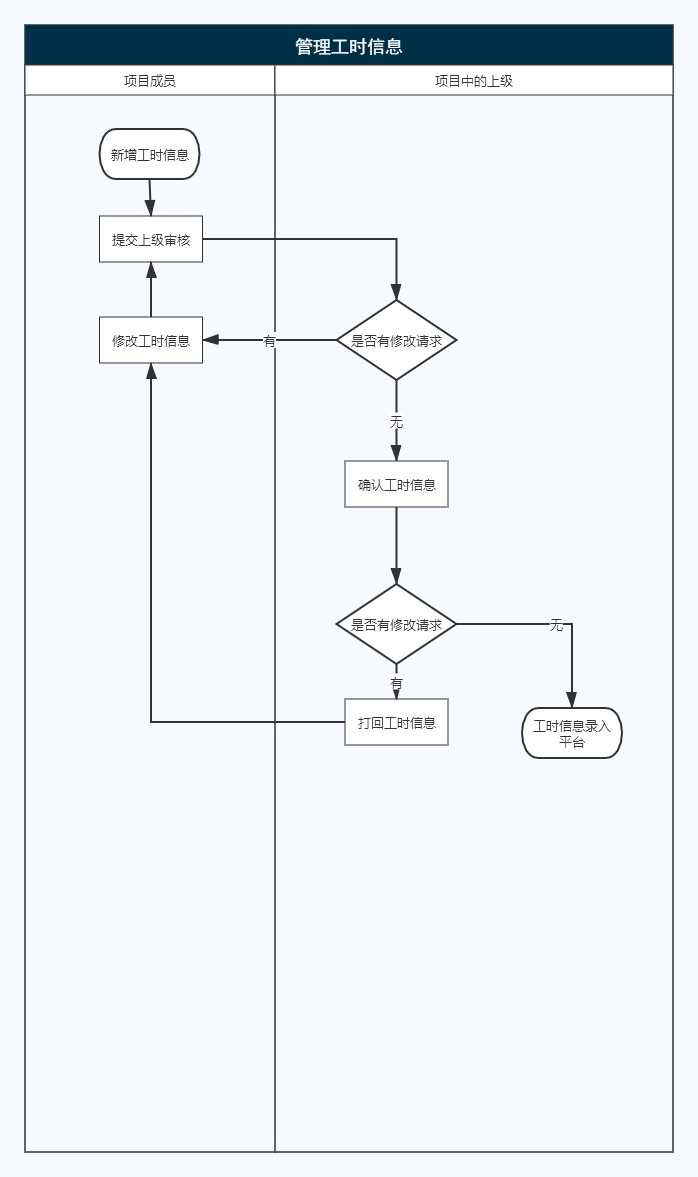 管理工时信息
项目成员
项目中的上级
新增工时信息
提交上级审核
修改工时信息
有
是否有修改请求
无
确认工时信息
是否有修改请求
无
有
打回工时信息
工时信息录入
平台